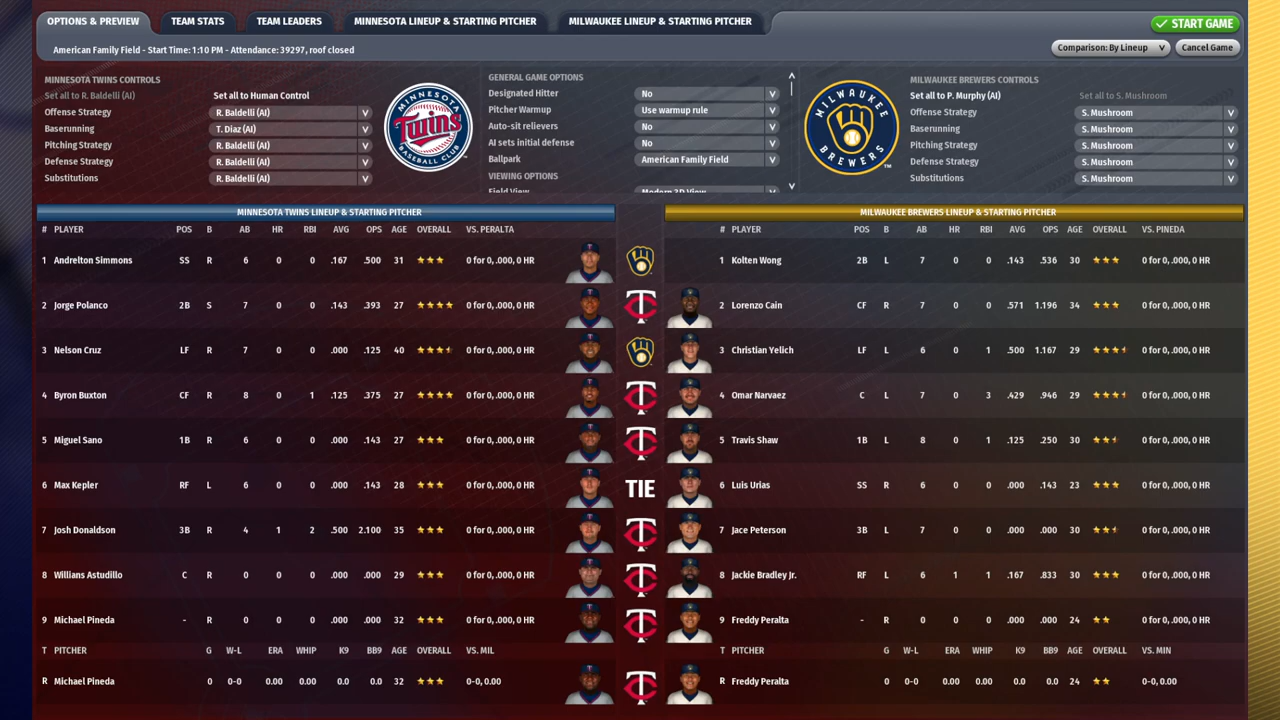 OPTIONS & PREVIEW TEAM STATS TEAM LEADERS MINNESOTA LINEUP & STARTING PITCHER MILWAUKEE LINEUP & STARTING PITCHER
START GAME
American Family Field - Start Time: 1:10 PM - Attendance: 39297, roof closed
Comparison: By Lineup Cancel Game
MINNESOTA TWINS CONTROLS
Set all to R. Baldelli (AI) Set all to Human Control
Offense Strategy R. Baldelli (AI)
Baserunning T. Diaz (AI)
Pitching Strategy R. Baldelli (AI)
Defense Strategy R. Baldelli (AI)
Substitutions R. Baldelli (AI)
MINNESOTA
Twins
BASEBALL CLUB
GENERAL GAME OPTIONS
Designated Hitter No
Pitcher Warmup Use warmup rule
Auto-sit relievers No
AI sets initial defense No
Ballpark American Family Field
VIEWING OPTIONS
Field View Modern 3D View
MILWAUKEE
BREWERS
MILWAUKEE BREWERS CONTROLS
Set all to P. Murphy (AI) Set all to S. Mushroom
Offense Strategy S. Mushroom
Baserunning S. Mushroom
Pitching Strategy S. Mushroom
Defense Strategy S. Mushroom
Substitutions S. Mushroom
MINNESOTA TWINS LINEUP & STARTING PITCHER
# PLAYER POS B AB HR RBI AVG OPS AGE OVERALL VS. PERALTA
1 Andrelton Simmons SS R 6 0 0 .167 .500 31 0 for 0, .000, 0 HR
2 Jorge Polanco 2B S 7 0 0 .143 .393 27 0 for 0, .000, 0 HR
3 Nelson Cruz LF R 7 0 0 .000 .125 40 0 for 0, .000, 0 HR
4 Byron Buxton CF R 8 0 1 .125 .375 27 0 for 0, .000, 0 HR
5 Miguel Sano 1B R 6 0 0 .000 .143 27 0 for 0, .000, 0 HR
6 Max Kepler RF L 6 0 0 .000 .143 28 0 for 0, .000, 0 HR
7 Josh Donaldson 3B R 4 1 2 .500 2.100 35 0 for 0, .000, 0 HR
8 Willians Astudillo C R 0 0 0 .000 .000 29 0 for 0, .000, 0 HR
9 Michael Pineda - R 0 0 0 .000 .000 32 0 for 0, .000, 0 HR
T PITCHER G W-L ERA WHIP K9 BB9 AGE OVERALL VS. MIL
R Michael Pineda 0 0-0 0.00 0.00 0.0 0.0 32 0-0, 0.00
TIE
MILWAUKEE BREWERS LINEUP & STARTING PITCHER
# PLAYER POS B AB HR RBI AVG OPS AGE OVERALL VS. PINEDA
1 Kolten Wong 2B L 7 0 0 .143 .536 30 0 for 0, .000, 0 HR
2 Lorenzo Cain CF R 7 0 0 .571 1.196 34 0 for 0, .000, 0 HR
3 Christian Yelich LF L 6 0 1 .500 1.167 29 0 for 0, .000, 0 HR
4 Omar Narvaez C L 7 0 3 .429 .946 29 0 for 0, .000, 0 HR
5 Travis Shaw 1B L 8 0 1 .125 .250 30 0 for 0, .000, 0 HR
6 Luis Urias SS R 6 0 0 .000 .143 23 0 for 0, .000, 0 HR
7 Jace Peterson 3B L 7 0 0 .000 .000 30 0 for 0, .000, 0 HR
8 Jackie Bradley Jr. RF L 6 1 1 .167 .833 30 0 for 0, .000, 0 HR
9 Freddy Peralta - R 0 0 0 .000 .000 24 0 for 0, .000, 0 HR
T PITCHER G W-L ERA WHIP K9 BB9 AGE OVERALL VS. MIN
R Freddy Peralta 0 0-0 0.00 0.00 0.0 0.0 24 0-0, 0.00